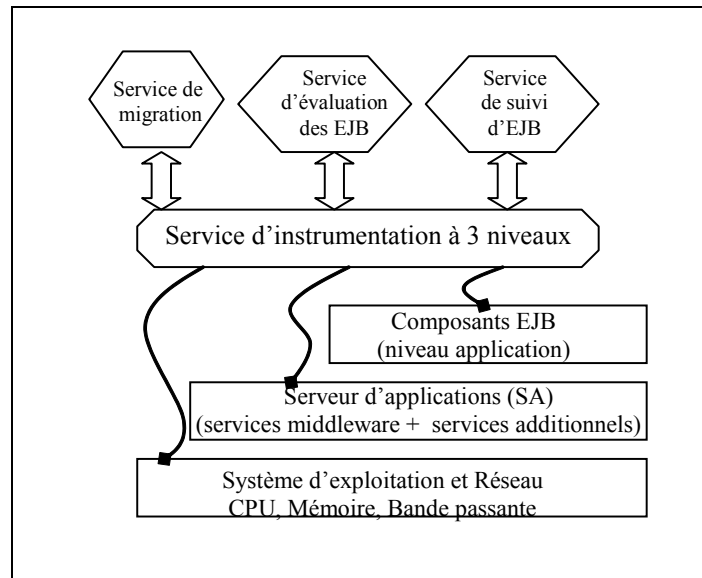 Service de
migration
Service
d'évaluation
des EJB
Service
de suivi
d'EJB
Service d'instrumentation à 3 niveaux
Composants EJB
(niveau application)
Serveur d'applications (SA)
(services middleware + services additionnels)
Système d'exploitation et Réseau
CPU, Mémoire, Bande passante